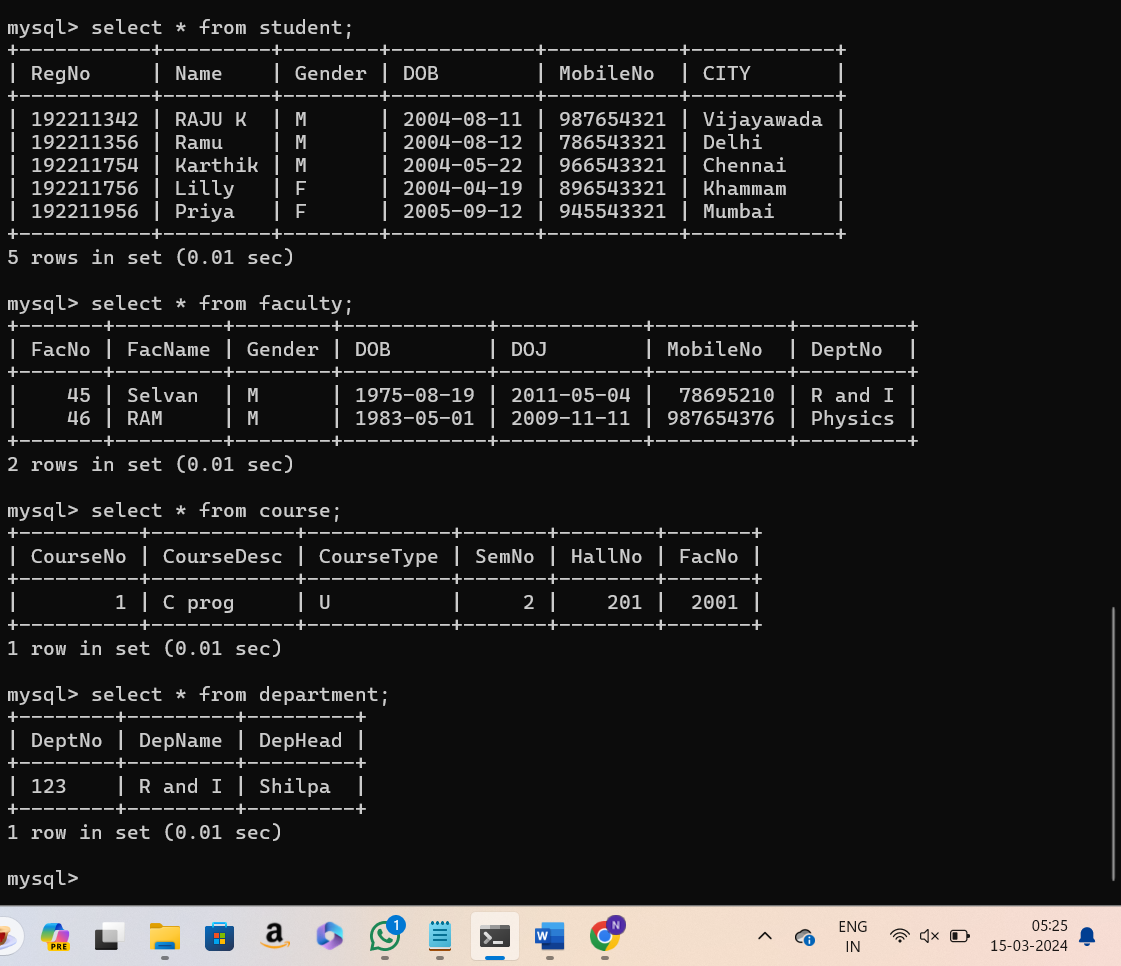 mysql> select * from student;
+-----------+---------+--------+------------+-----------+------------+
| RegNo     | Name    | Gender | DOB        | MobileNo  | CITY       |
+-----------+---------+--------+------------+-----------+------------+
| 192211342 | RAJU K  | M      | 2004-08-11 | 987654321 | Vijayawada |
| 192211356 | Ramu    | M      | 2004-08-12 | 786543321 | Delhi      |
| 192211754 | Karthik | M      | 2004-05-22 | 966543321 | Chennai    |
| 192211756 | Lilly   | F      | 2004-04-19 | 896543321 | Khammam    |
| 192211956 | Priya   | F      | 2005-09-12 | 945543321 | Mumbai     |
+-----------+---------+--------+------------+-----------+------------+
5 rows in set (0.01 sec)
mysql> select * from faculty;
+-------+---------+--------+------------+------------+-----------+---------+
| FacNo | FacName | Gender | DOB        | DOJ        | MobileNo  | DeptNo  |
+-------+---------+--------+------------+------------+-----------+---------+
|    45 | Selvan  | M      | 1975-08-19 | 2011-05-04 |  78695210 | R and I |
|    46 | RAM     | M      | 1983-05-01 | 2009-11-11 | 987654376 | Physics |
+-------+---------+--------+------------+------------+-----------+---------+
2 rows in set (0.01 sec)
mysql> select * from course;
+----------+------------+------------+-------+--------+-------+
| CourseNo | CourseDesc | CourseType | SemNo | HallNo | FacNo |
+----------+------------+------------+-------+--------+-------+
|        1 | C prog     | U          |     2 |    201 |  2001 |
+----------+------------+------------+-------+--------+-------+
1 row in set (0.01 sec)
mysql> select * from department;
+--------+---------+---------+
| DeptNo | DepName | DepHead |
+--------+---------+---------+
| 123    | R and I | Shilpa  |
+--------+---------+---------+
1 row in set (0.01 sec)
mysql>
PRE
a
1
W
N
ENG
IN
05:25
15-03-2024